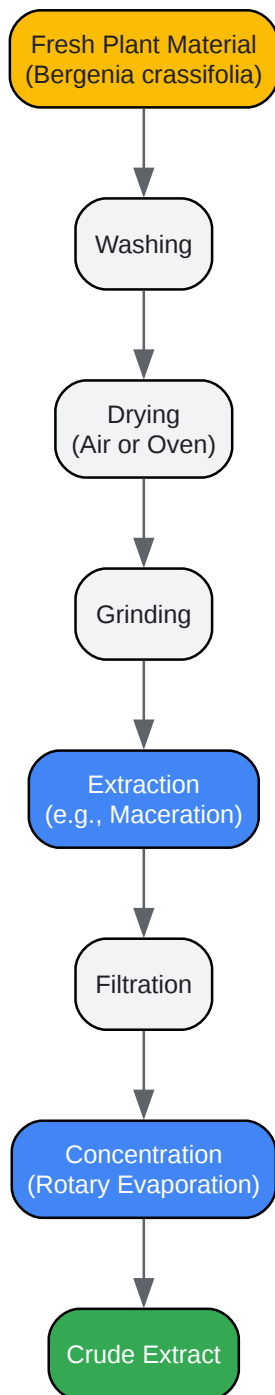 Fresh Plant Material
(Bergenia crassifolia)
Washing
Drying
(Air or Oven)
Grinding
Extraction
(e.g., Maceration)
Filtration
Concentration
(Rotary Evaporation)
Crude Extract